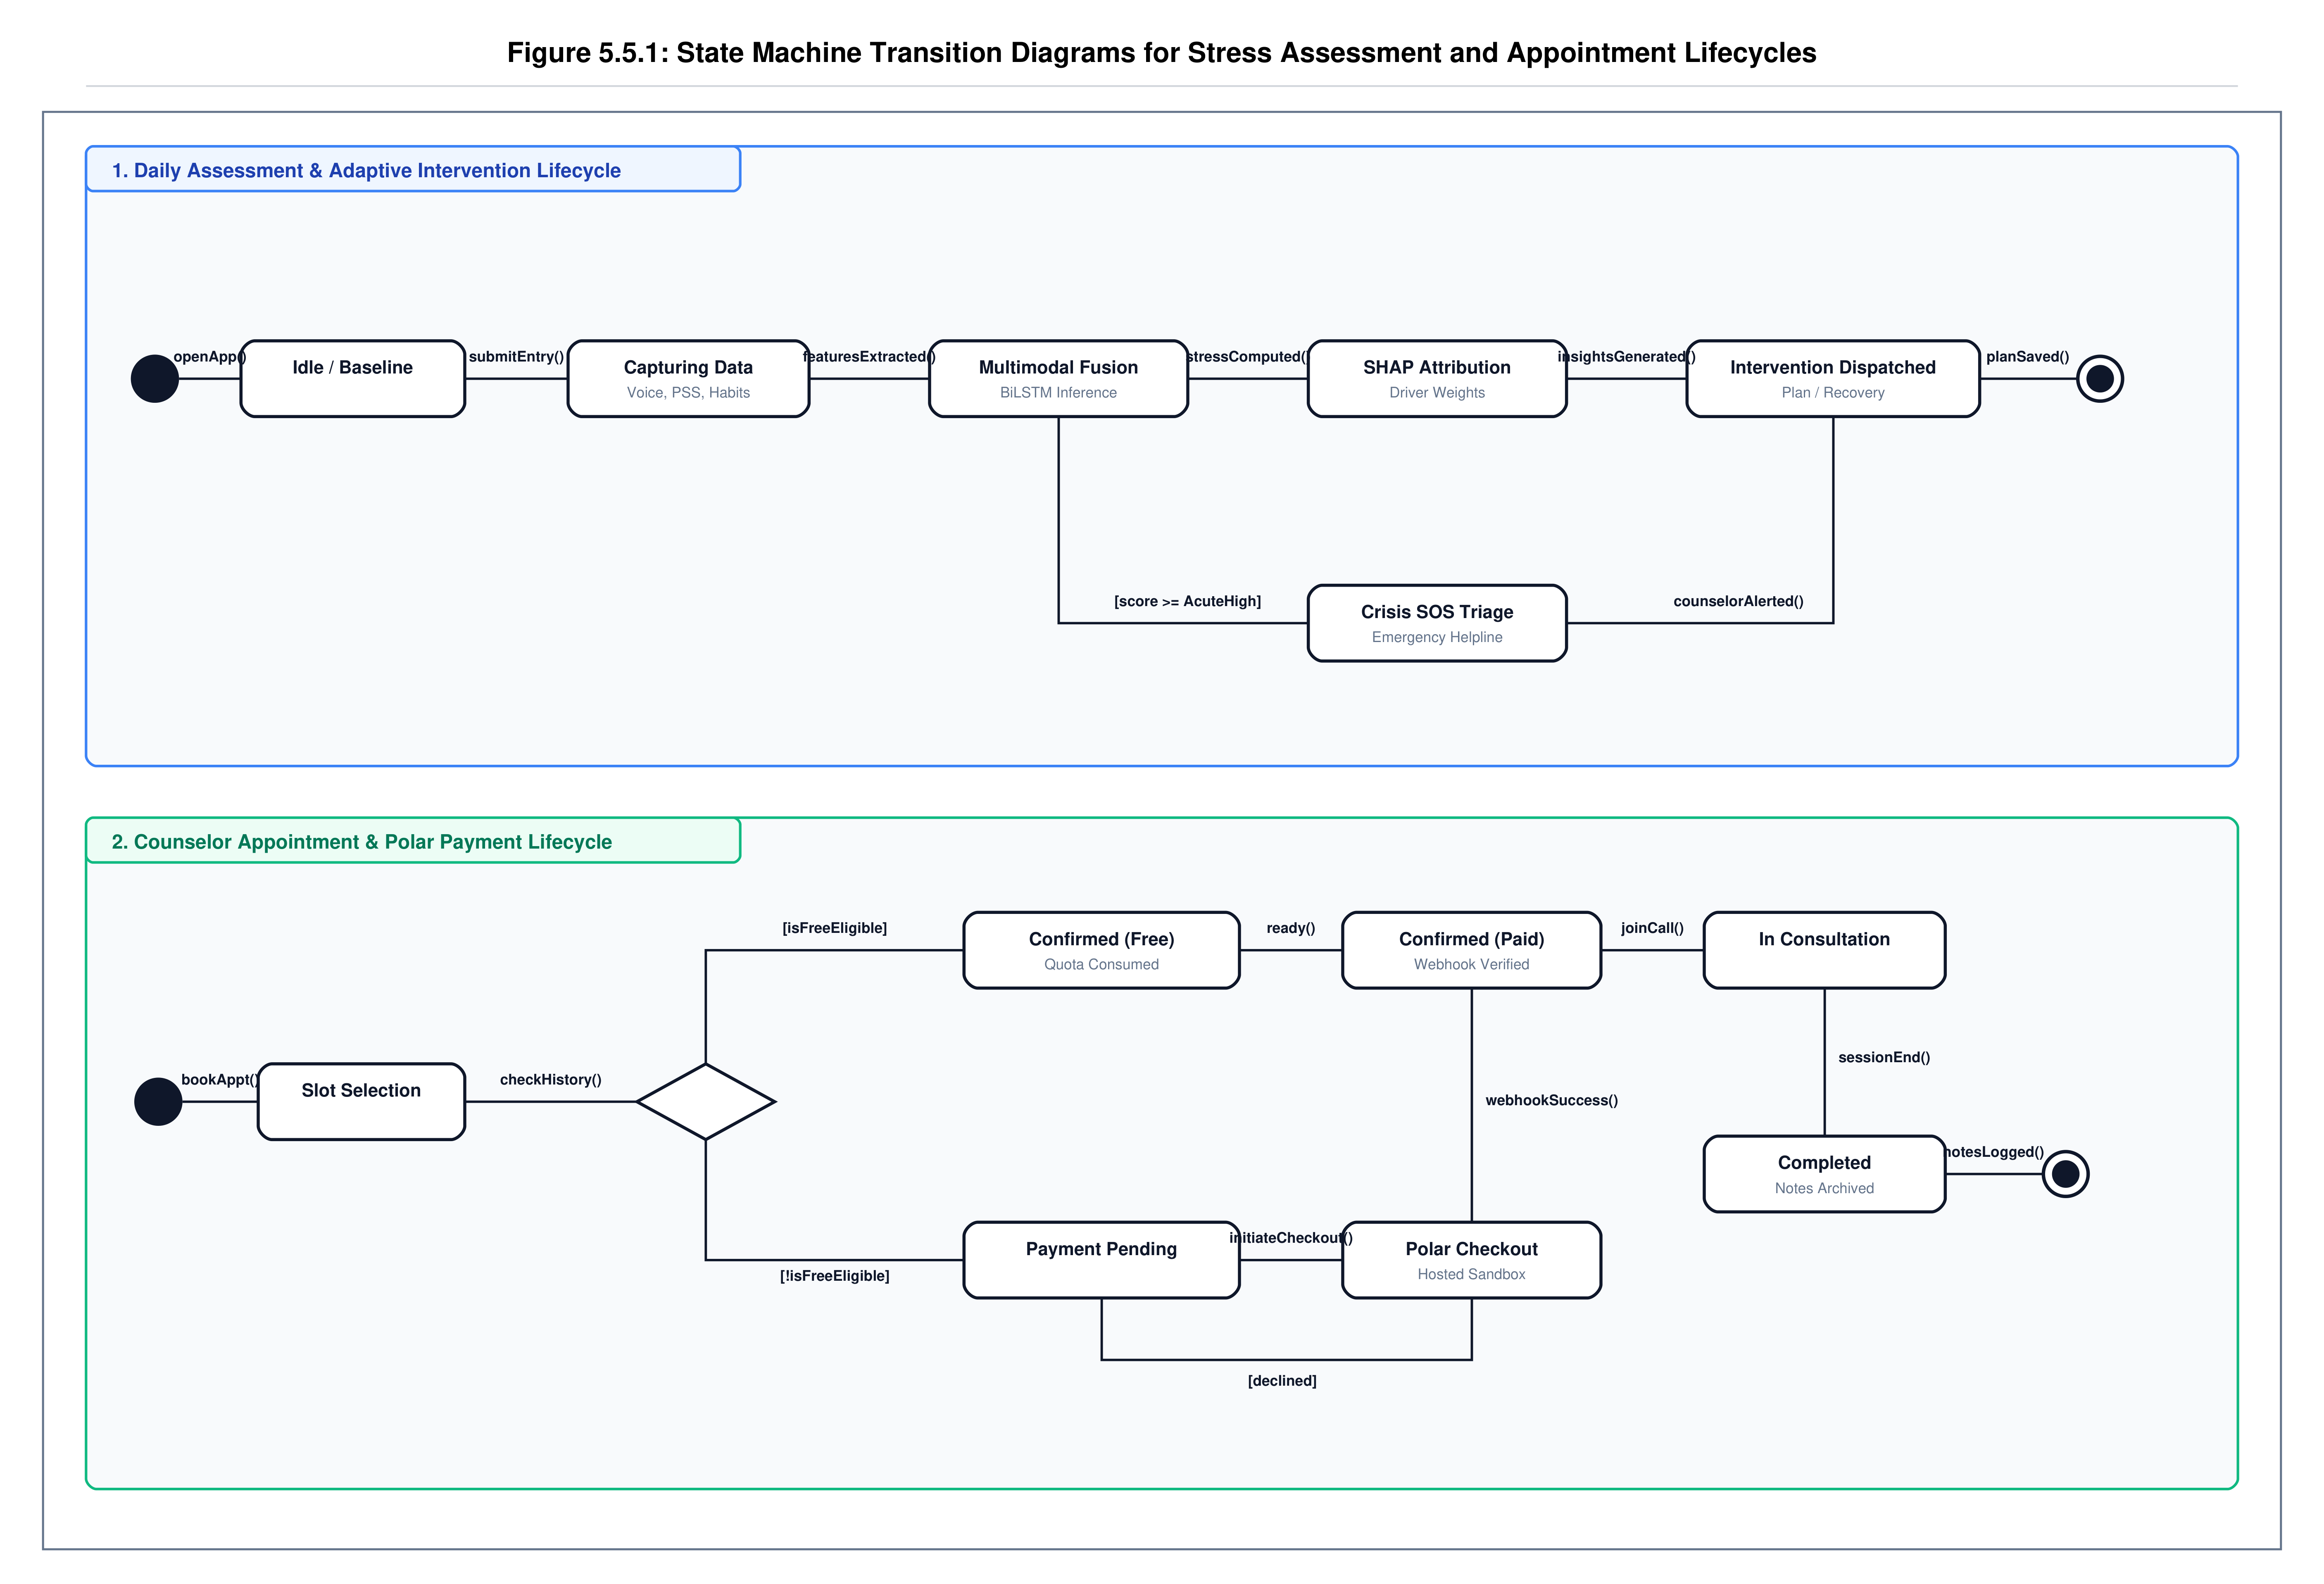 Figure 5.5.1: State Machine Transition Diagrams for Stress Assessment and Appointment Lifecycles
1. Daily Assessment & Adaptive Intervention Lifecycle
openApp()
Idle / Baseline
submitEntry()
Capturing Data
Voice, PSS, Habits
featuresExtracted()
Multimodal Fusion
BiLSTM Inference
stressComputed()
SHAP Attribution
Driver Weights
insightsGenerated()
Intervention Dispatched
Plan / Recovery
planSaved()
[score >= AcuteHigh]
Crisis SOS Triage
Emergency Helpline
counselorAlerted()
2. Counselor Appointment & Polar Payment Lifecycle
bookAppt()
Slot Selection
checkHistory()
[isFreeEligible]
Confirmed (Free)
Quota Consumed
ready()
Confirmed (Paid)
Webhook Verified
joinCall()
In Consultation
sessionEnd()
webhookSuccess()
Completed
Notes Archived
notesLogged()
[!isFreeEligible]
Payment Pending
initiateCheckout()
Polar Checkout
Hosted Sandbox
[declined]